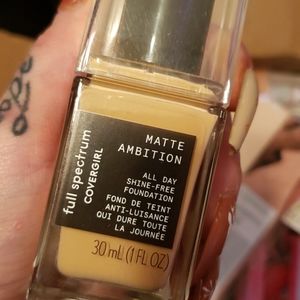 full spectrum
COVERGIRL
MATTE
AMBITION
ALL DAY
SHINE-FREE
FOUNDATION
FOND DE TEINT
ANTI-LUISANCE
QUI DURE TOUTE
LA JOURNÉE
30 mL (1 FL OZ)